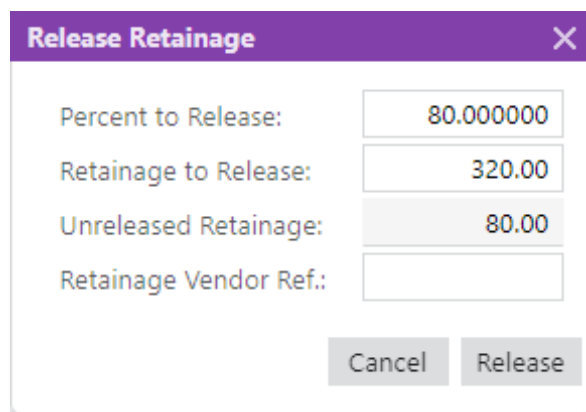 Release Retainage
Percent to Release: 80.000000
Retainage to Release: 320.00
Unreleased Retainage: 80.00
Retainage Vendor Ref.:
Cancel Release